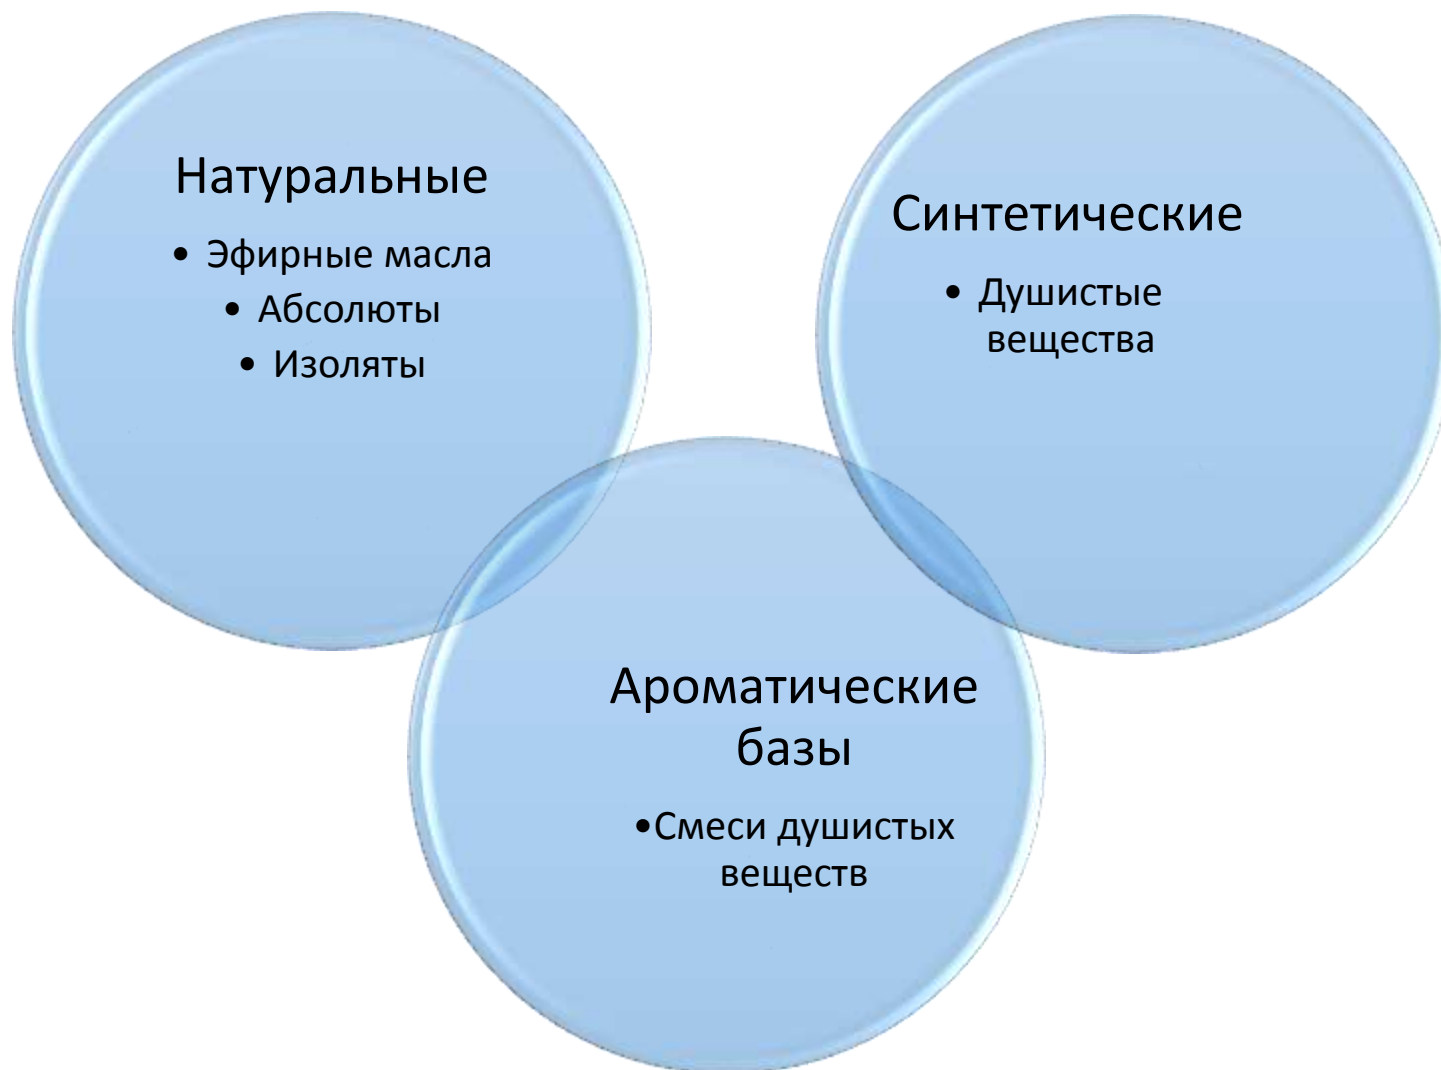 Натуральные
• Эфирные масла
• Абсолюты
• Изоляты
Синтетические
• Душистые
вещества
Ароматические
базы
•Смеси душистых
веществ